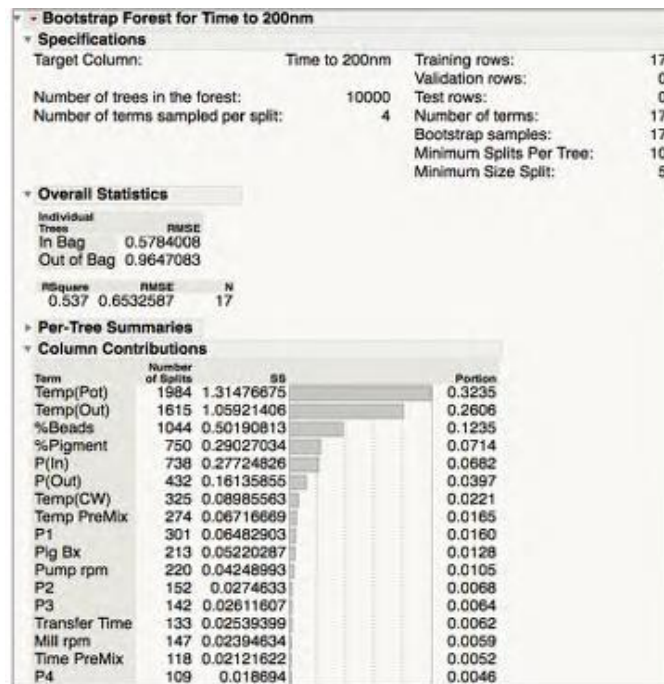 Bootstrap Forest for Time to 200nm
Specifications
Target Column: Time to 200nm Training rows: 17
Validation rows: 0
Number of trees in the forest: 10000 Test rows: 0
Number of terms sampled per split: 4 Number of terms: 17
Bootstrap samples: 17
Minimum Splits Per Tree: 10
Minimum Size Split: 5
Overall Statistics
Individual
Trees RMSE
In Bag 0.5784008
Out of Bag 0.9647083
RSquare RMSE N
0.537 0.6532587 17
Per-Tree Summaries
Column Contributions
Number
Term of Splits SS Portion
Temp(Pot) 1984 1.31476675 0.3235
Temp(Out) 1615 1.05921406 0.2606
%Beads 1044 0.50190813 0.1235
%Pigment 750 0.29027034 0.0714
P(In) 738 0.27724826 0.0682
P(Out) 432 0.16135855 0.0397
Temp(CW) 325 0.08985563 0.0221
Temp PreMix 274 0.06716669 0.0165
P1 301 0.06482903 0.0160
Pig Bx 213 0.05220287 0.0128
Pump rpm 220 0.04248993 0.0105
P2 152 0.0274633 0.0068
P3 142 0.02611607 0.0064
Transfer Time 133 0.02539399 0.0062
Mill rpm 147 0.02394634 0.0059
Time PreMix 118 0.02121622 0.0052
P4 109 0.018694 0.0046